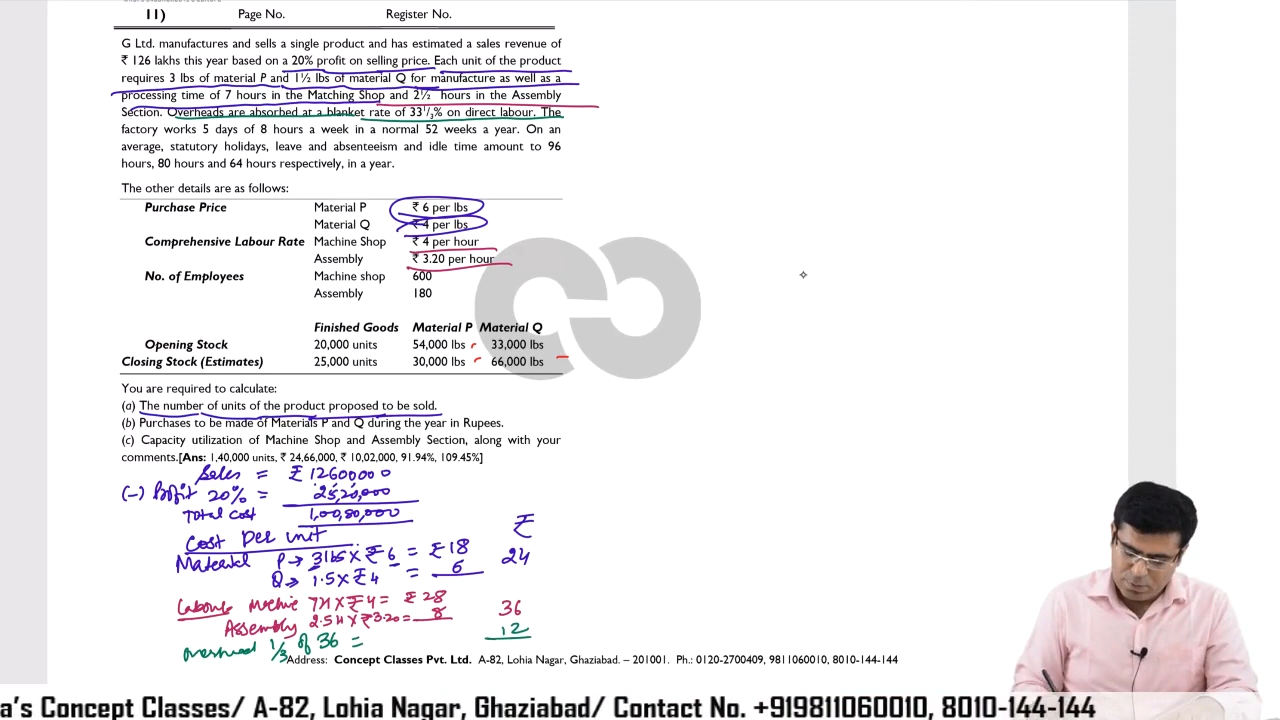 11) Page No. Register No.
G Ltd. manufactures and sells a single product and has estimated a sales revenue of
₹ 126 lakhs this year based on a 20% profit on selling price. Each unit of the product
requires 3 lbs of material P and 1½ lbs of material Q for manufacture as well as a
processing time of 7 hours in the Matching Shop and 2½ hours in the Assembly
Section. Overheads are absorbed at a blanket rate of 33⅓% on direct labour. The
factory works 5 days of 8 hours a week in a normal 52 weeks a year. On an
average, statutory holidays, leave and absenteeism and idle time amount to 96
hours, 80 hours and 64 hours respectively, in a year.
The other details are as follows:
Purchase Price Material P ₹ 6 per lbs
Material Q ₹ 4 per lbs
Comprehensive Labour Rate Machine Shop ₹ 4 per hour
Assembly ₹ 3.20 per hour
No. of Employees Machine shop 600
Assembly 180
Finished Goods Material P Material Q
Opening Stock 20,000 units 54,000 lbs 33,000 lbs
Closing Stock (Estimates) 25,000 units 30,000 lbs 66,000 lbs
You are required to calculate:
(a) The number of units of the product proposed to be sold.
(b) Purchases to be made of Materials P and Q during the year in Rupees.
(c) Capacity utilization of Machine Shop and Assembly Section, along with your
comments.[Ans: 1,40,000 units, ₹ 24,66,000, ₹ 10,02,000, 91.94%, 109.45%]
Sales = ₹ 12600000
(-) Profit 20% = 25,20,000
Total Cost 1,00,80,000
Cost Per unit ₹
Material P → 3lbs × ₹ 6 = ₹18
Q → 1.5 × ₹4 = 6 24
Labour Machine 7H × ₹4 = ₹28
Assembly 2.5H × ₹3.20 = 8 36
overhead 1/3 of 36 = 12
Address: Concept Classes Pvt. Ltd. A-82, Lohia Nagar, Ghaziabad. – 201001. Ph.: 0120-2700409, 9811060010, 8010-144-144
a's Concept Classes/ A-82, Lohia Nagar, Ghaziabad/ Contact No. +919811060010, 8010-144-144